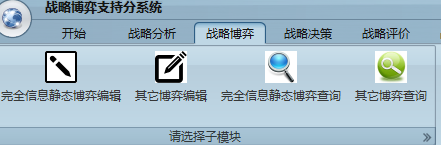 战略博弈支持分系统
开始 战略分析 战略博弈 战略决策 战略评价
完全信息静态博弈编辑 其它博弈编辑 完全信息静态博弈查询 其它博弈查询
请选择子模块